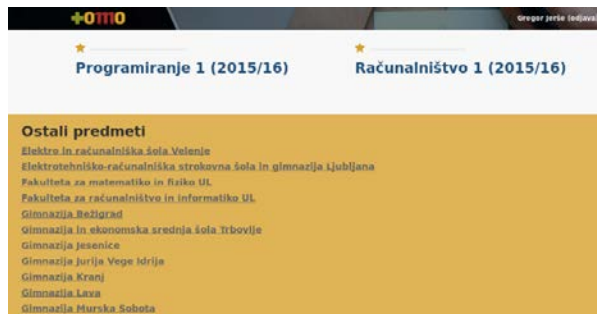 +OMO
Gregor Jerše (odjava)
Programiranje 1 (2015/16)
Računalništvo 1 (2015/16)
Ostali predmeti
Elektro in računalniška šola Velenje
Elektrotehniško-računalniška strokovna šola in gimnazija Ljubljana
Fakulteta za matematiko in fiziko UL
Fakulteta za računalništvo in informatiko UL
Gimnazija Bežigrad
Gimnazija in ekonomska srednja šola Trbovlje
Gimnazija Jesenice
Gimnazija Jurija Vege Idrija
Gimnazija Kranj
Gimnazija Lava
Gimnazija Murska Sobota